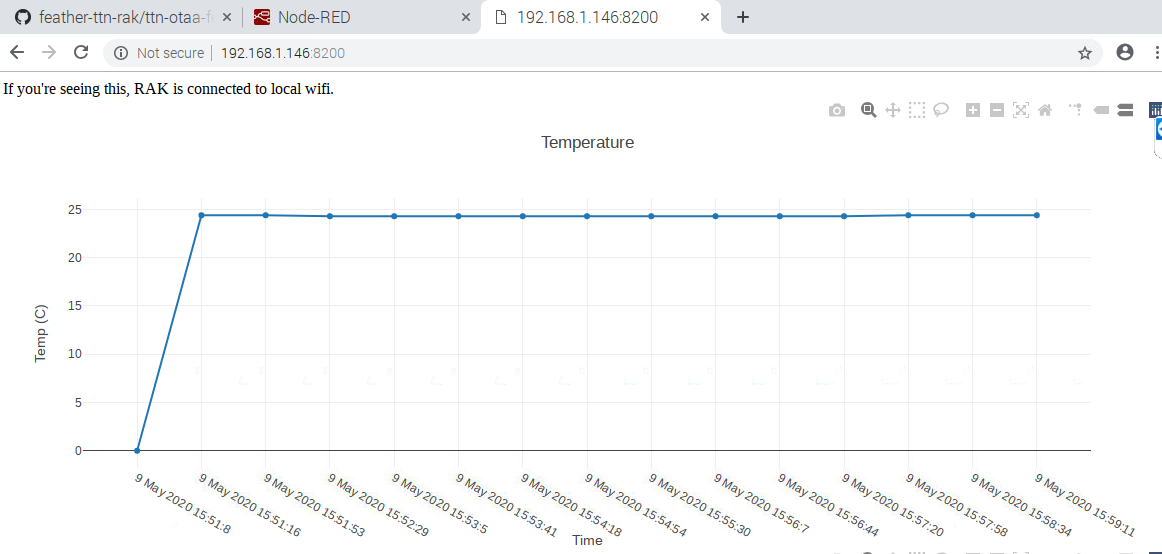 feather-ttn-rak/ttn-otaa-f
Node-RED
192.168.1.146:8200
Not secure
192.168.1.146:8200
If you're seeing this, RAK is connected to local wifi.
Temperature
25
20
15
10
5
0
Temp (C)
9 May 2020 15:51:8
9 May 2020 15:51:16
9 May 2020 15:51:53
9 May 2020 15:52:29
9 May 2020 15:53:5
9 May 2020 15:53:41
9 May 2020 15:54:18
9 May 2020 15:54:54
9 May 2020 15:55:30
9 May 2020 15:56:7
9 May 2020 15:56:44
9 May 2020 15:57:20
9 May 2020 15:57:58
9 May 2020 15:58:34
9 May 2020 15:59:11
Time